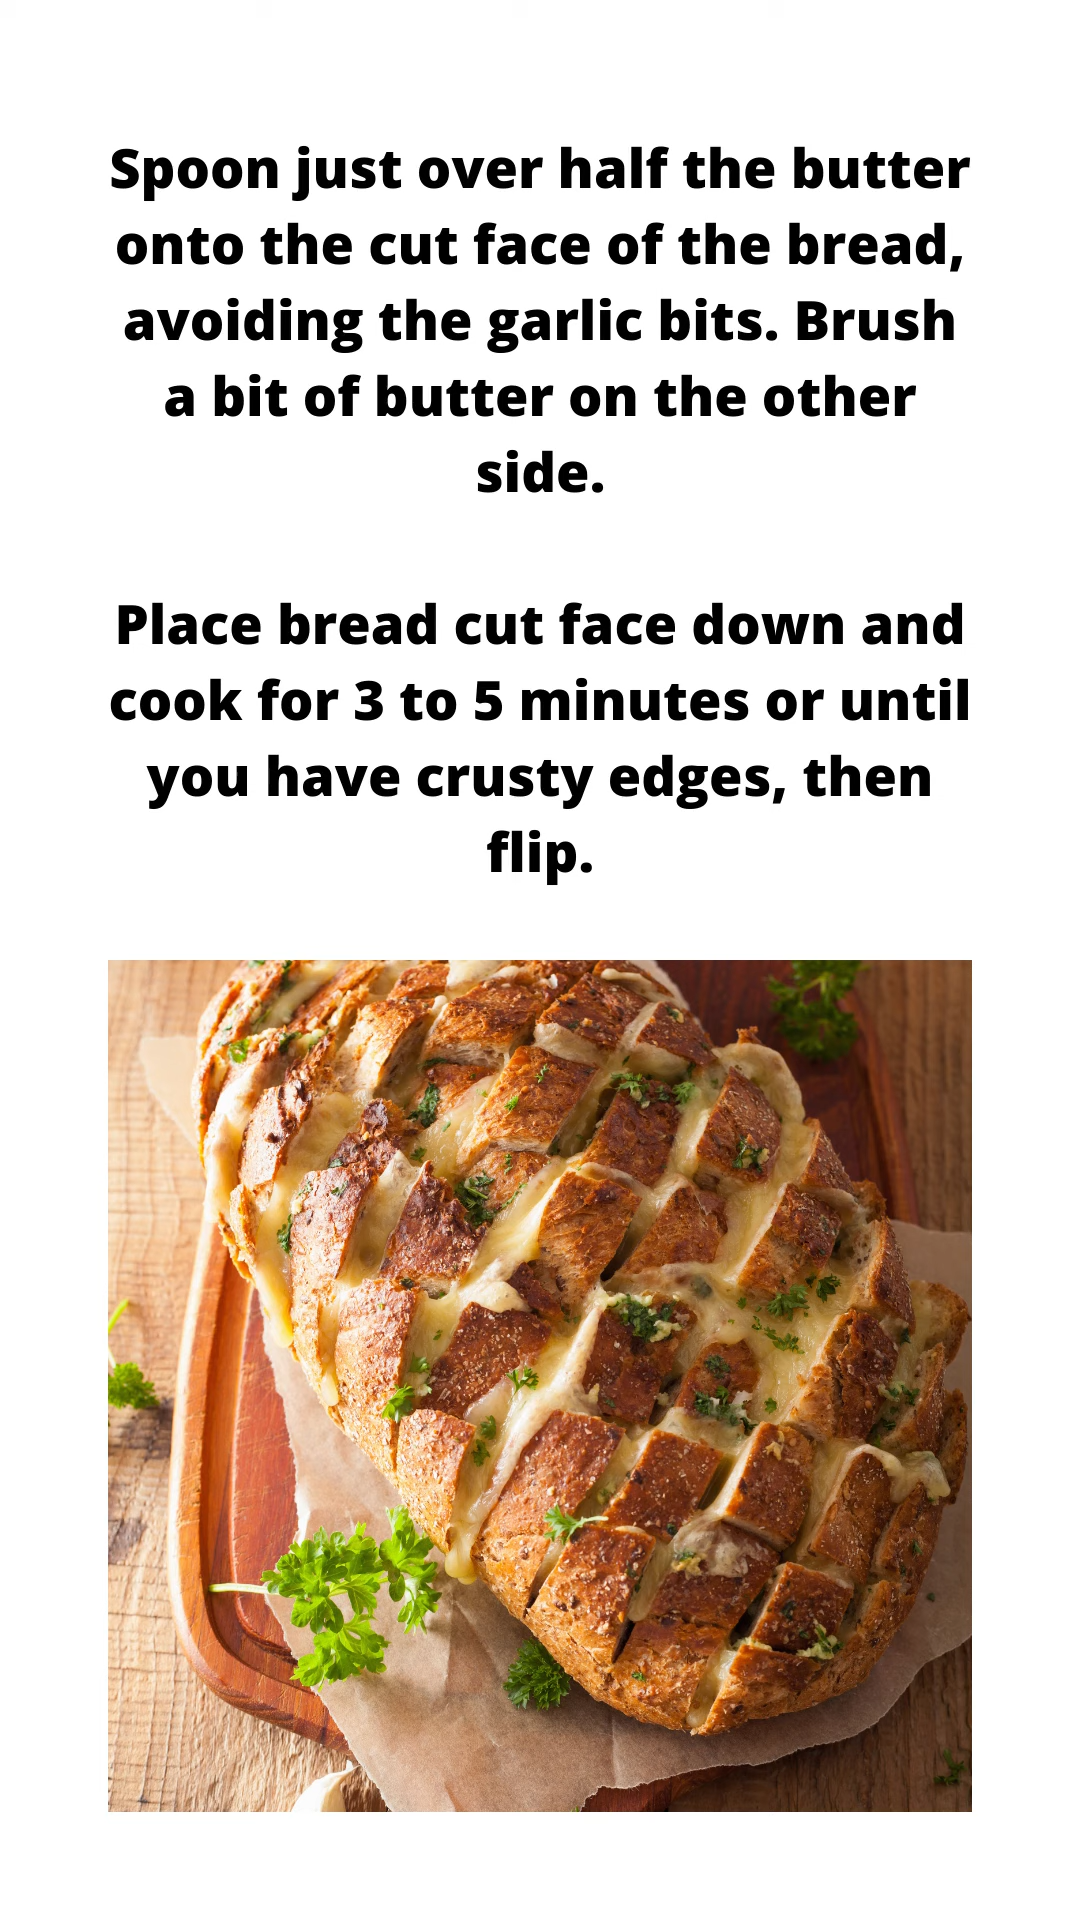 Spoon just over half the butter
onto the cut face of the bread,
avoiding the garlic bits. Brush
a bit of butter on the other
side.
Place bread cut face down and
cook for 3 to 5 minutes or until
you have crusty edges, then
flip.